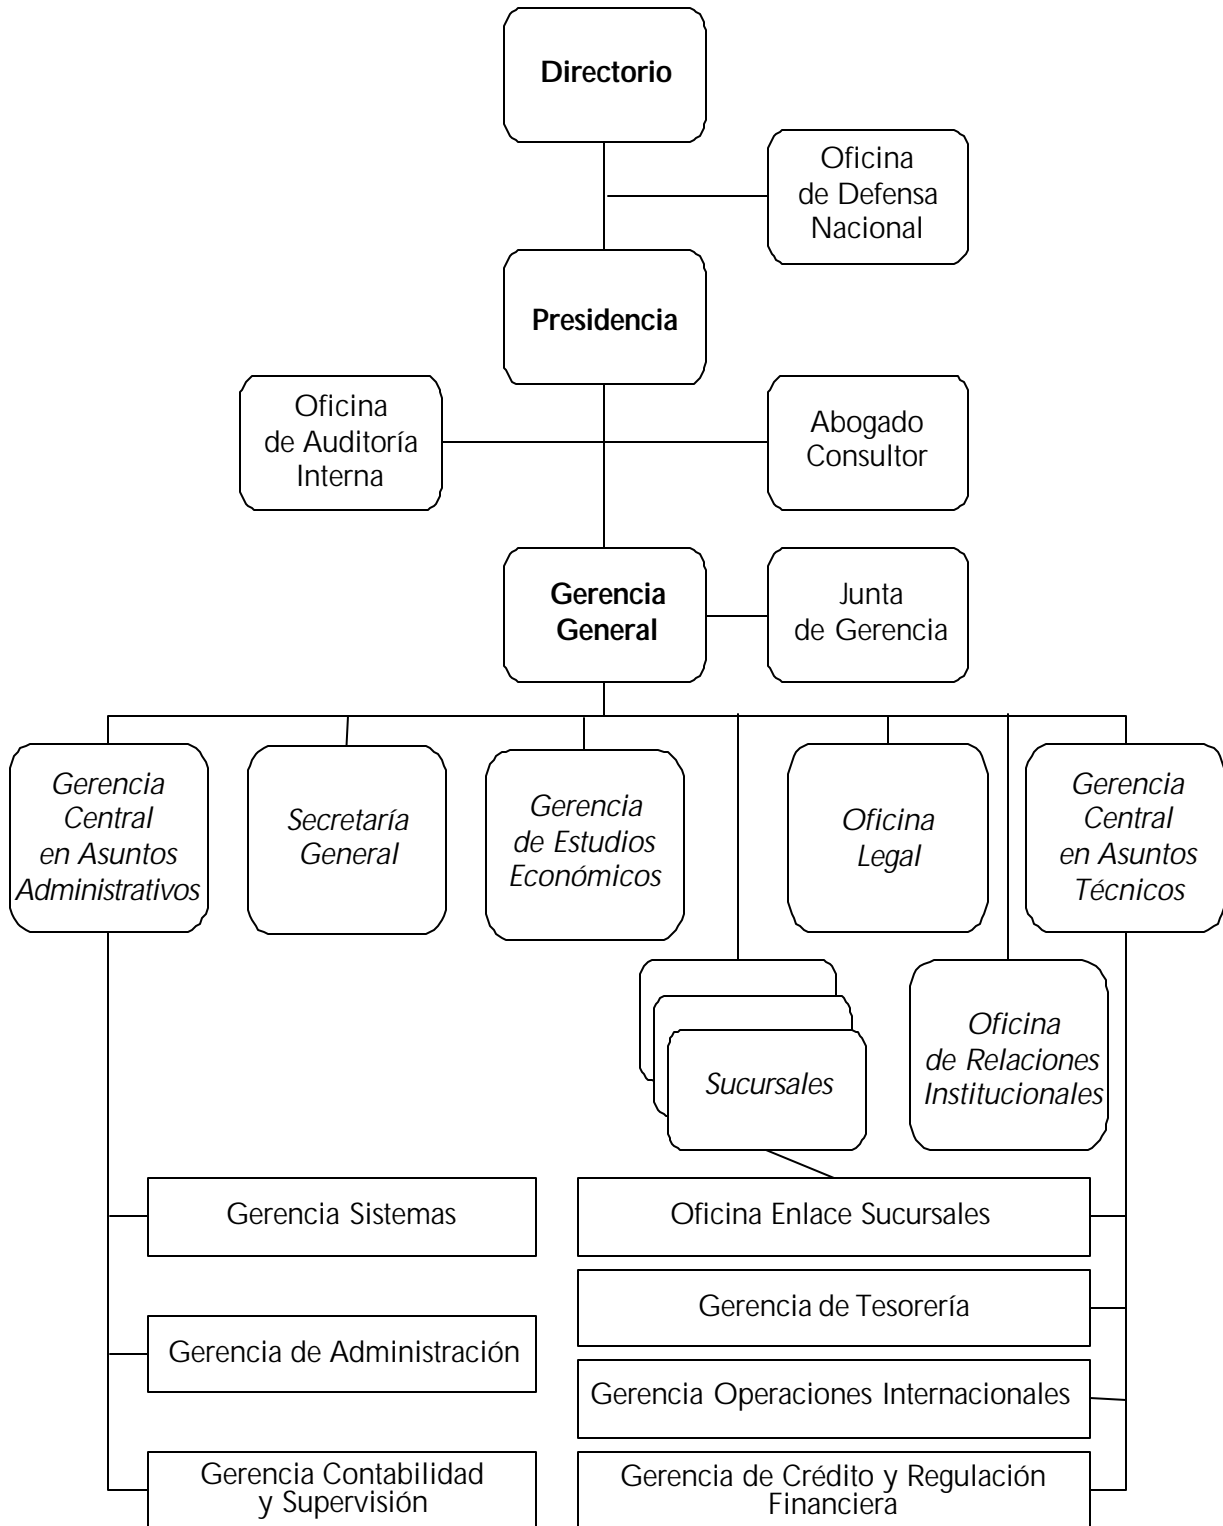 Directorio
Oficina
de Defensa
Nacional
Presidencia
Oficina
de Auditoría
Interna
Abogado
Consultor
Gerencia
General
Junta
de Gerencia
Gerencia
Central
en Asuntos
Administrativos
Secretaría
General
Gerencia
de Estudios
Económicos
Oficina
Legal
Gerencia
Central
en Asuntos
Técnicos
Sucursales
Oficina
de Relaciones
Institucionales
Gerencia Sistemas
Oficina Enlace Sucursales
Gerencia de Tesorería
Gerencia de Administración
Gerencia Operaciones Internacionales
Gerencia Contabilidad
y Supervisión
Gerencia de Crédito y Regulación
Financiera